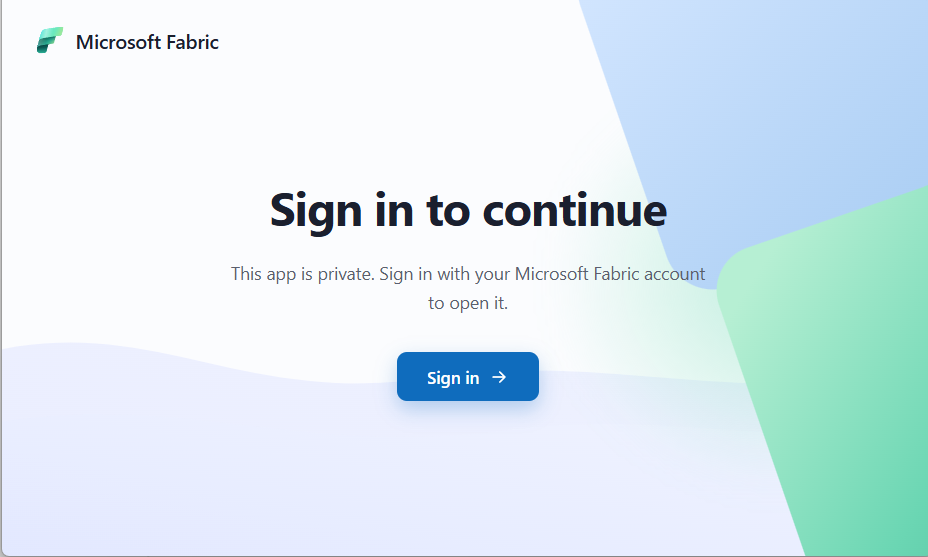 Microsoft Fabric
Sign in to continue
This app is private. Sign in with your Microsoft Fabric account
to open it.
Sign in →